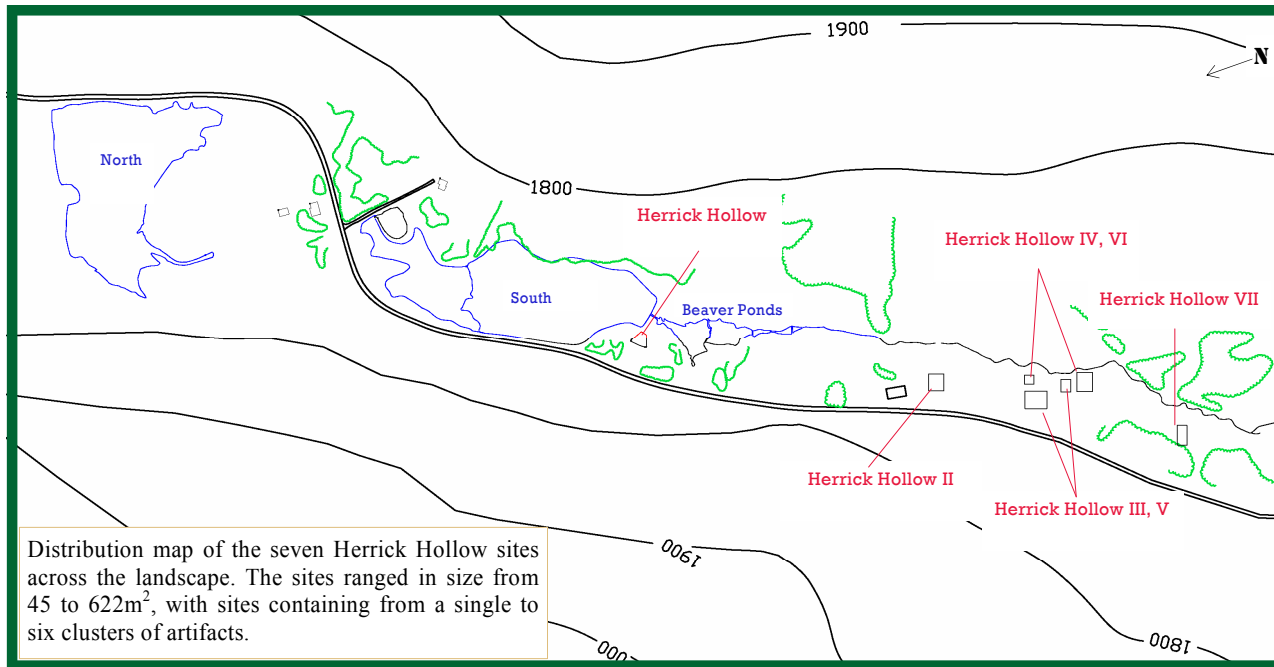 1900
N
North
1800
Herrick Hollow
Herrick Hollow IV, VI
South
Beaver Ponds
Herrick Hollow VII
Herrick Hollow II
Herrick Hollow III, V
1900
Distribution map of the seven Herrick Hollow sites
across the landscape. The sites ranged in size from
45 to 622m², with sites containing from a single to
six clusters of artifacts.
000
1800